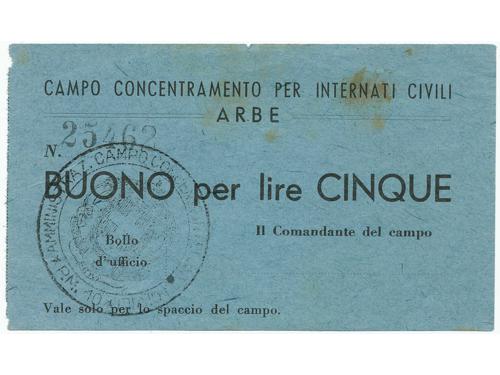 CAMPO CONCENTRAMENTO PER INTERNATI CIVILI
ARBE
N. 25462
BUONO per lire CINQUE
Bollo
d'ufficio
Il Comandante del campo
Vale solo per lo spaccio del campo.